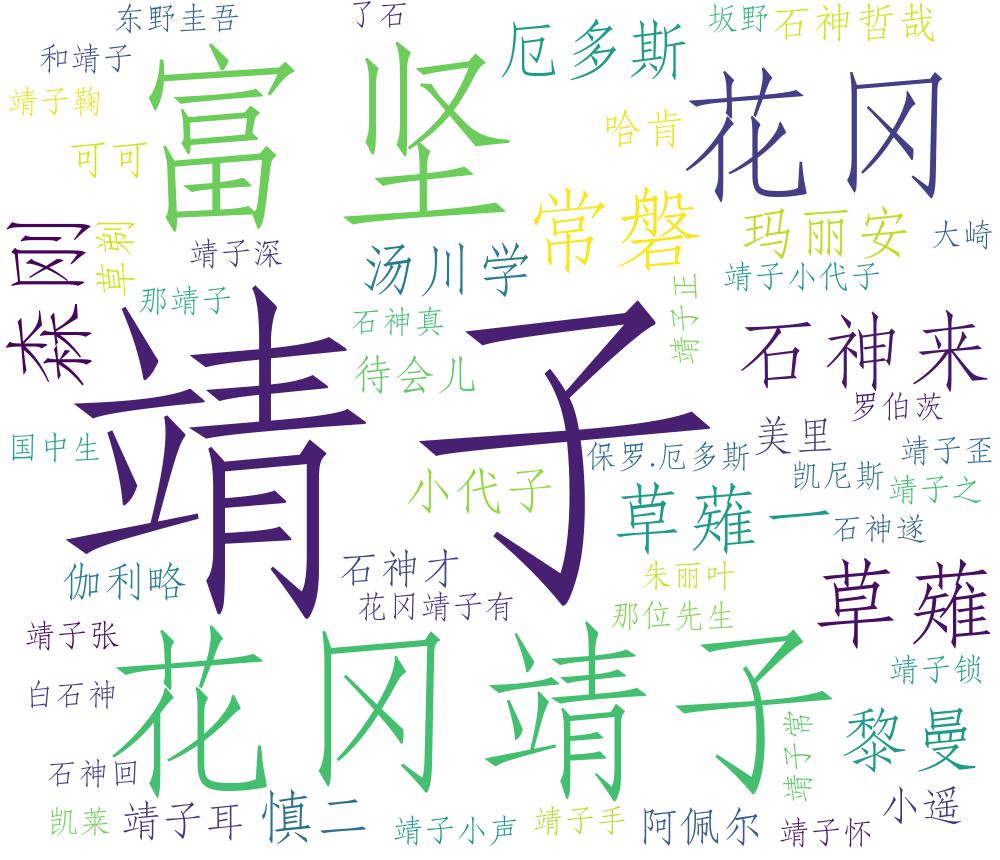 东野圭吾
了石
坂野
石神哲哉
和靖子
富坚
厄多斯
花冈
靖子鞠
可可
哈肯
森刚
草剃
靖子深
汤川学
常磐
玛丽安
大崎
那靖子
石神真
靖子正
靖子小代子
靖子
待会儿
石神来
罗伯茨
国中生
小代子
保罗.厄多斯
美里
靖子歪
凯尼斯
靖子之
草薙一
石神遂
伽利略
石神才
朱丽叶
草薙
花冈靖子有
那位先生
靖子张
花冈靖子
靖子锁
白石神
靖子常
黎曼
石神回
凯莱
靖子耳
慎二
靖子小声
靖子手
阿佩尔
靖子怀
小遥